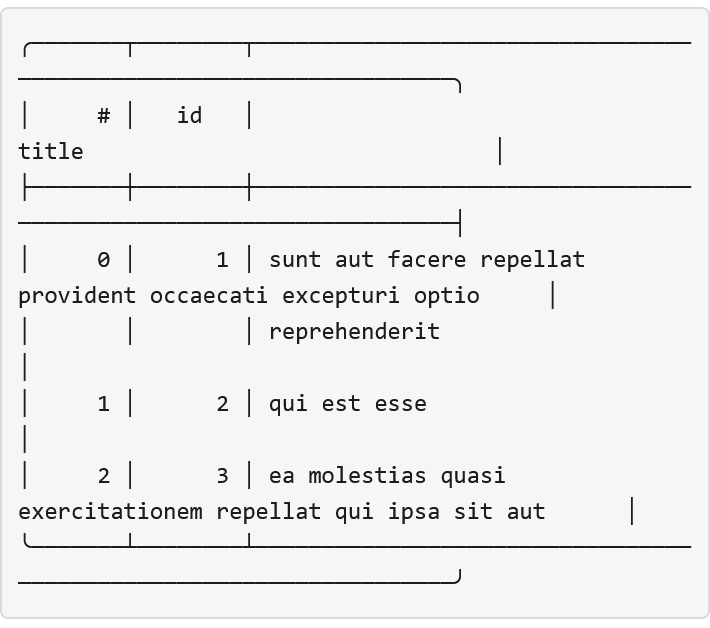 ╭───────┬────────┬──────────────────────────────────
──────────────────────────────────╮
│     # │   id   │
title                               │
├───────┼────────┼──────────────────────────────────
──────────────────────────────────┤
│     0 │      1 │ sunt aut facere repellat
provident occaecati excepturi optio     │
│       │        │ reprehenderit
│
│     1 │      2 │ qui est esse
│
│     2 │      3 │ ea molestias quasi
exercitationem repellat qui ipsa sit aut      │
╰───────┴────────┴──────────────────────────────────
──────────────────────────────────╯